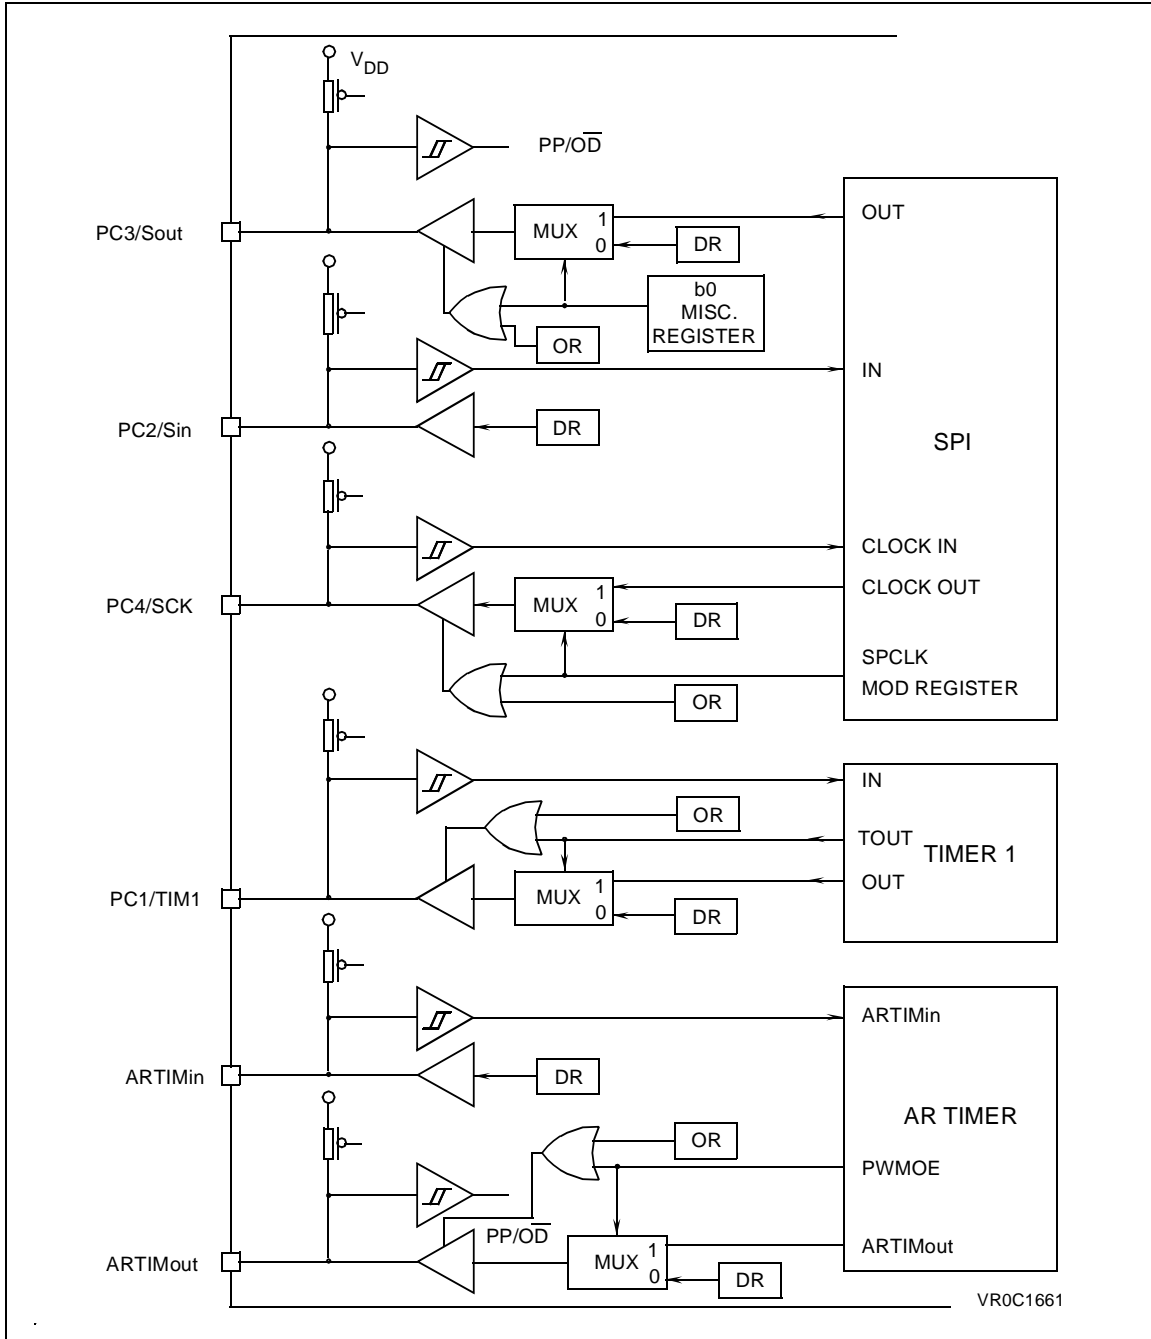 VDD
PP/OD
PC3/Sout
MUX
1
0
OUT
DR
b0
MISC.
REGISTER
OR
IN
PC2/Sin
DR
SPI
CLOCK IN
PC4/SCK
MUX
1
0
CLOCK OUT
DR
SPCLK
MOD REGISTER
OR
IN
OR
TOUT
TIMER 1
PC1/TIM1
MUX
1
0
OUT
DR
ARTIMin
ARTIMin
DR
AR TIMER
OR
PWMOE
PP/OD
ARTIMout
MUX
1
0
ARTIMout
DR
VR0C1661